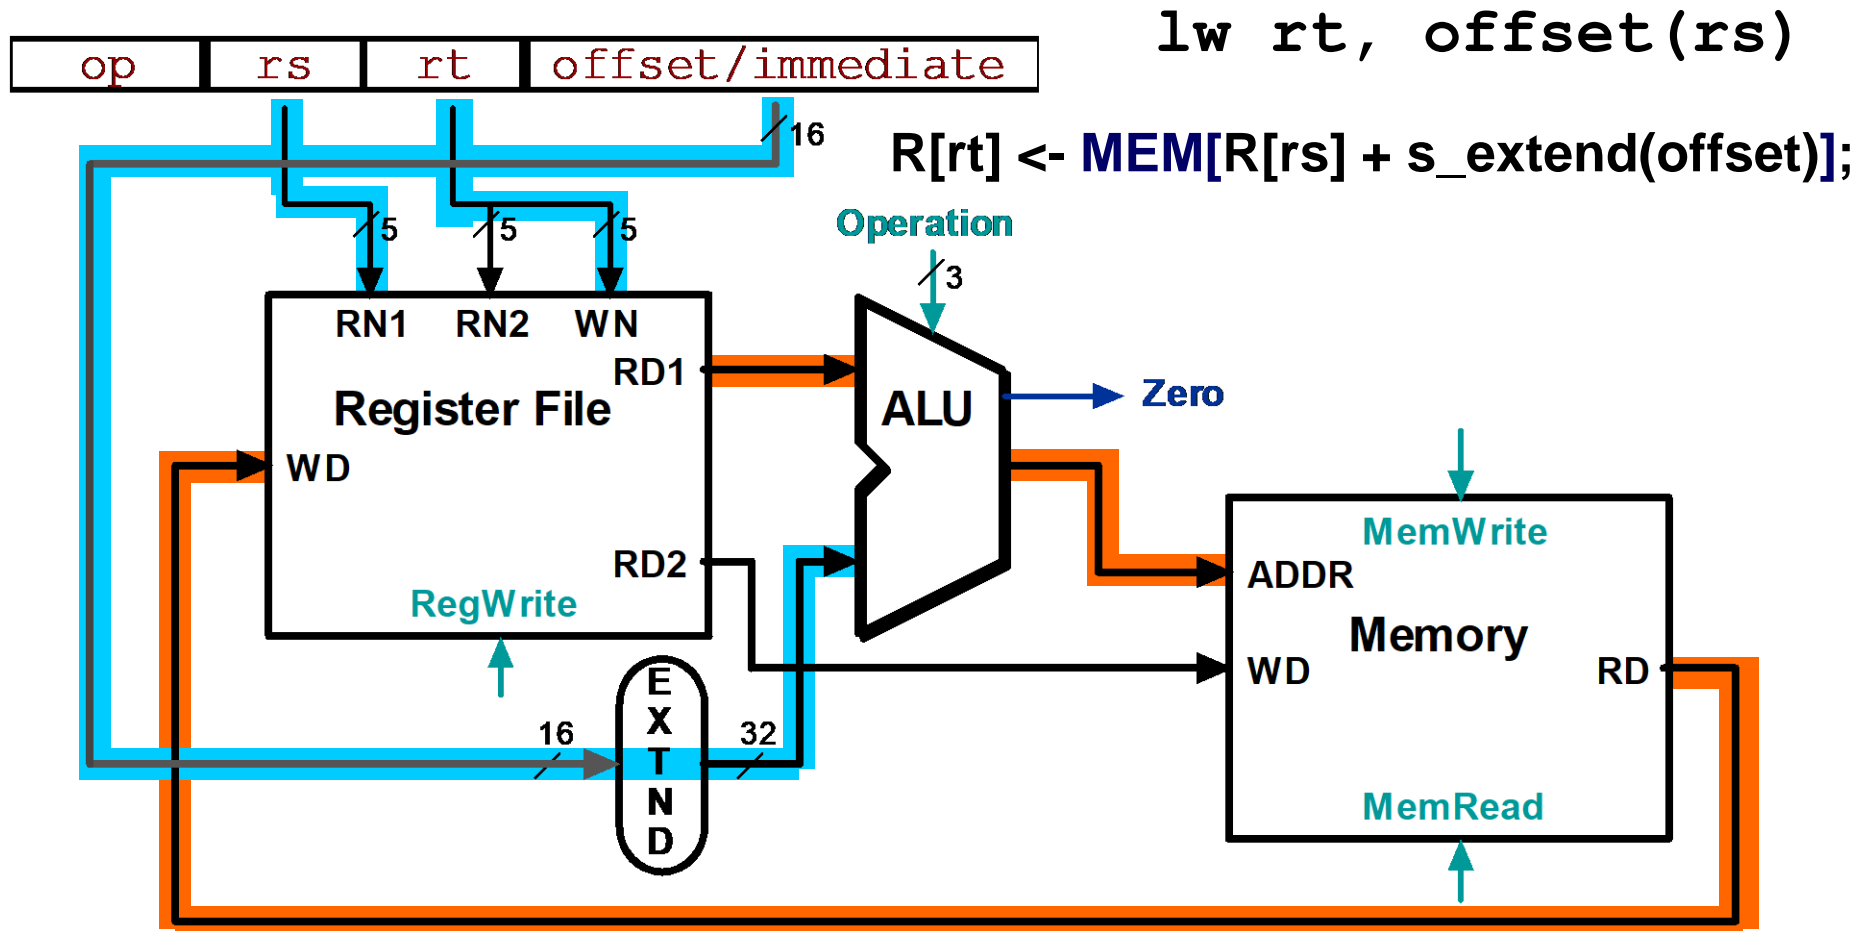 lw rt, offset(rs)
op rs rt offset/immediate
16
R[rt] <- MEM[R[rs] + s_extend(offset)];
5 5 5
Operation
3
RN1 RN2 WN
RD1
Register File
ALU
Zero
WD
RD2
RegWrite
MemWrite
ADDR
Memory
WD
RD
MemRead
16
EXTND
32